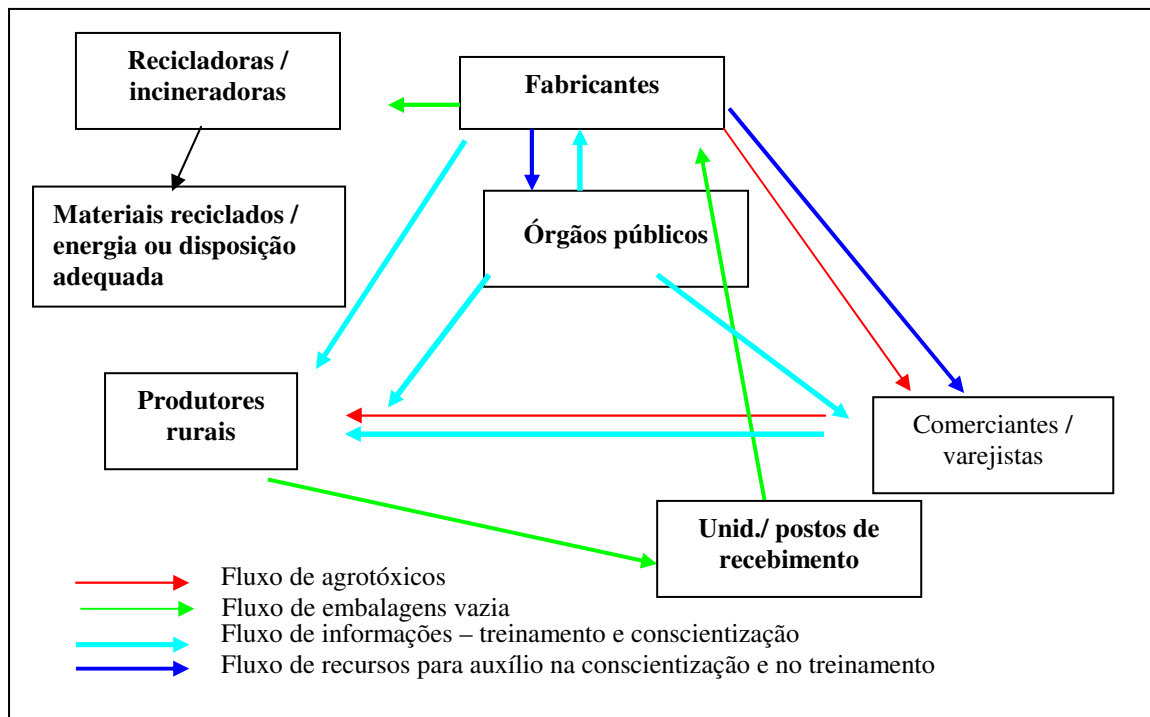 Recicladoras /
incineradoras
Fabricantes
Materiais reciclados /
energia ou disposição
adequada
Órgãos públicos
Produtores
rurais
Comerciantes /
varejistas
Unid./ postos de
recebimento
Fluxo de agrotóxicos
Fluxo de embalagens vazia
Fluxo de informações – treinamento e conscientização
Fluxo de recursos para auxílio na conscientização e no treinamento